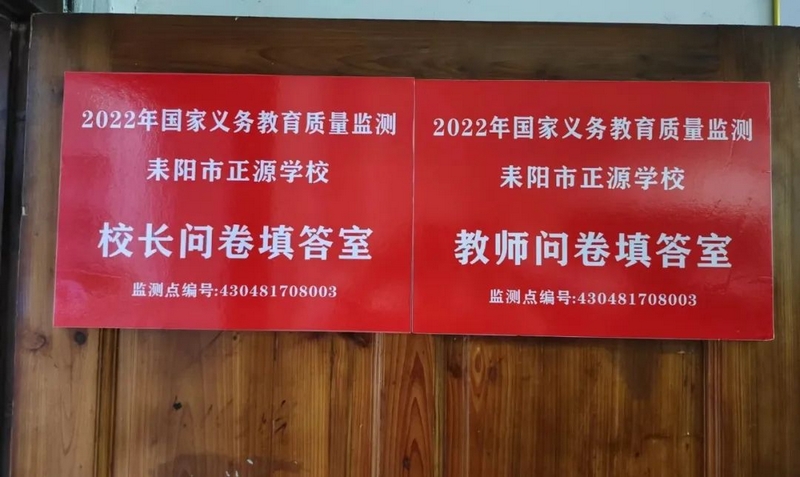 2022年国家义务教育质量监测
耒阳市正源学校
校长问卷填答室
监测点编号:430481708003
2022年国家义务教育质量监测
耒阳市正源学校
教师问卷填答室
监测点编号:430481708003